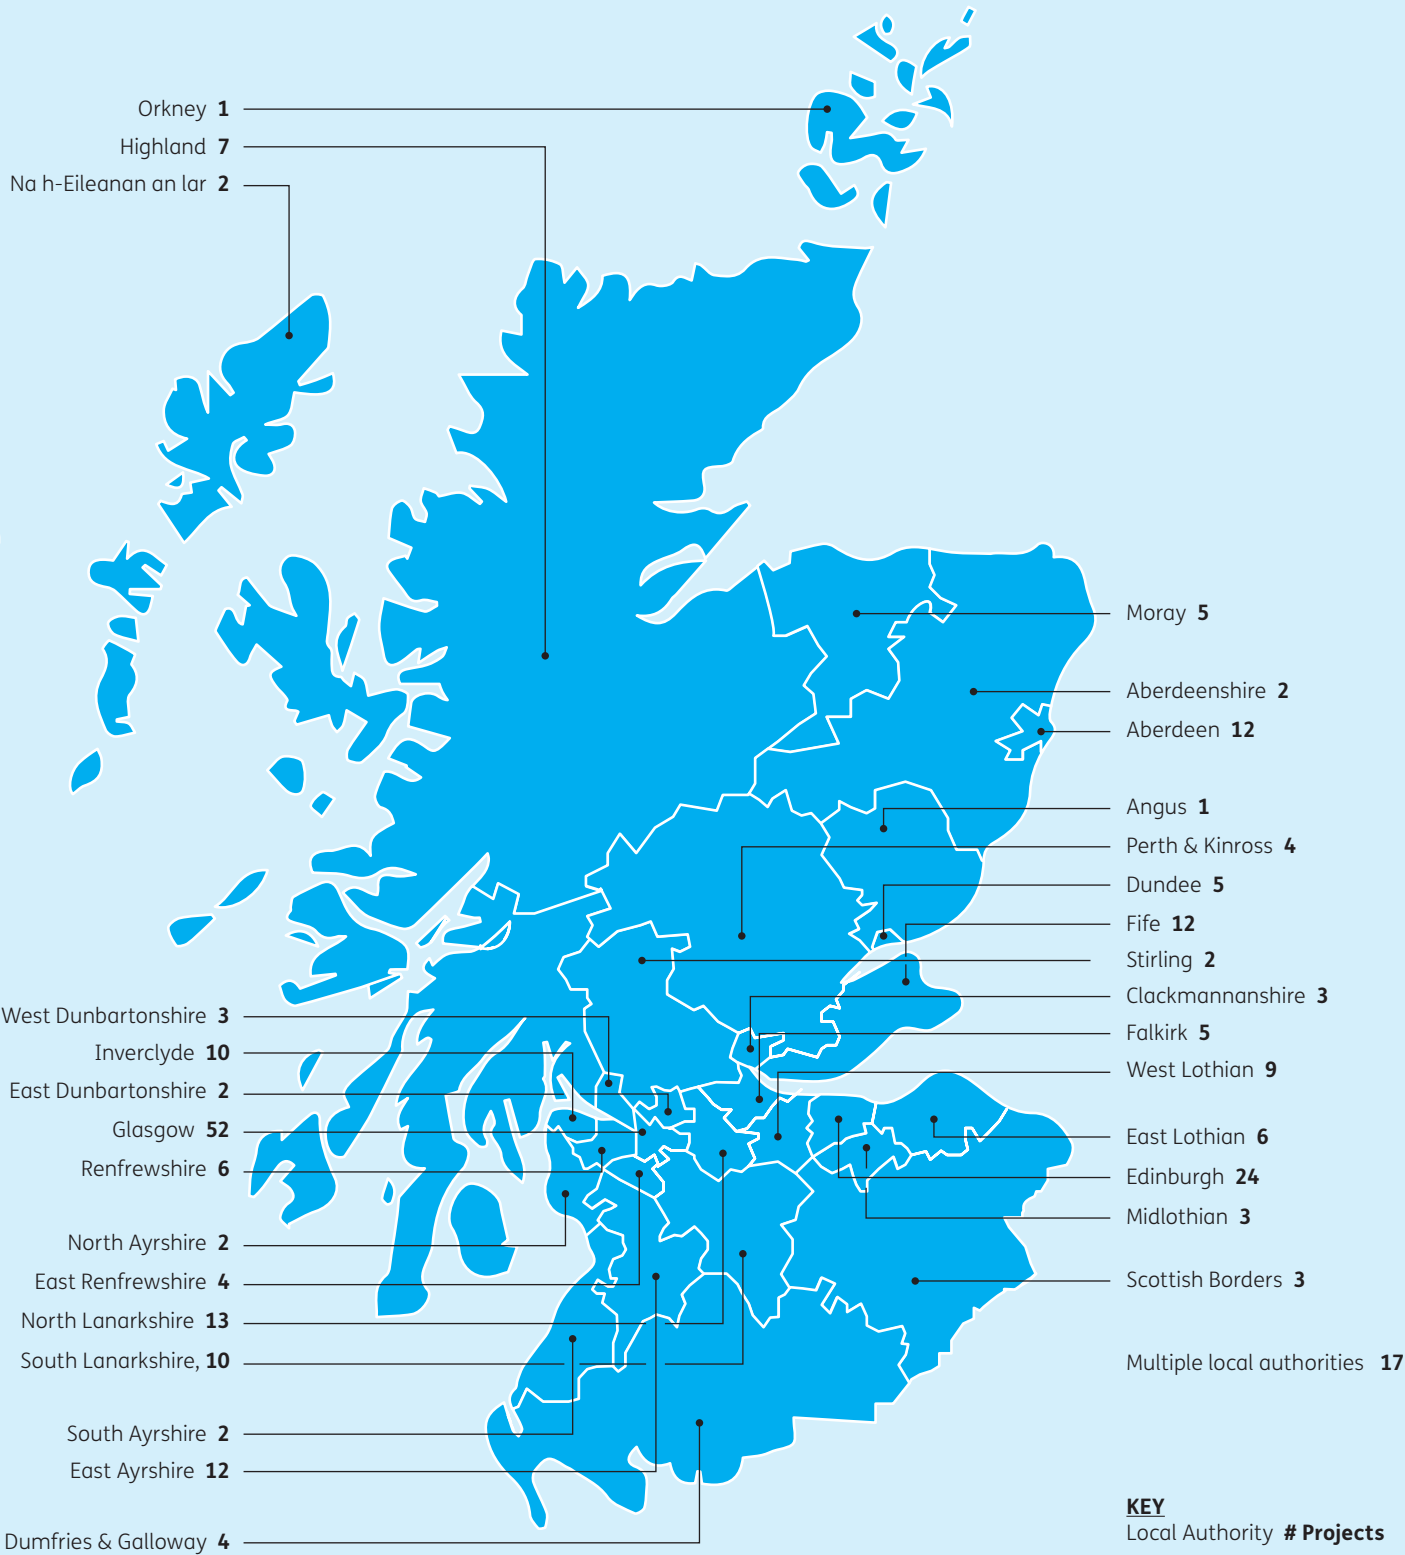 Orkney 1
Highland 7
Na h-Eileanan an lar 2
Moray 5
Aberdeenshire 2
Aberdeen 12
Angus 1
Perth & Kinross 4
Dundee 5
Fife 12
Stirling 2
Clackmannanshire 3
Falkirk 5
West Lothian 9
East Lothian 6
Edinburgh 24
Midlothian 3
Scottish Borders 3
Multiple local authorities 17
West Dunbartonshire 3
Inverclyde 10
East Dunbartonshire 2
Glasgow 52
Renfrewshire 6
North Ayrshire 2
East Renfrewshire 4
North Lanarkshire 13
South Lanarkshire, 10
South Ayrshire 2
East Ayrshire 12
Dumfries & Galloway 4
KEY
Local Authority # Projects